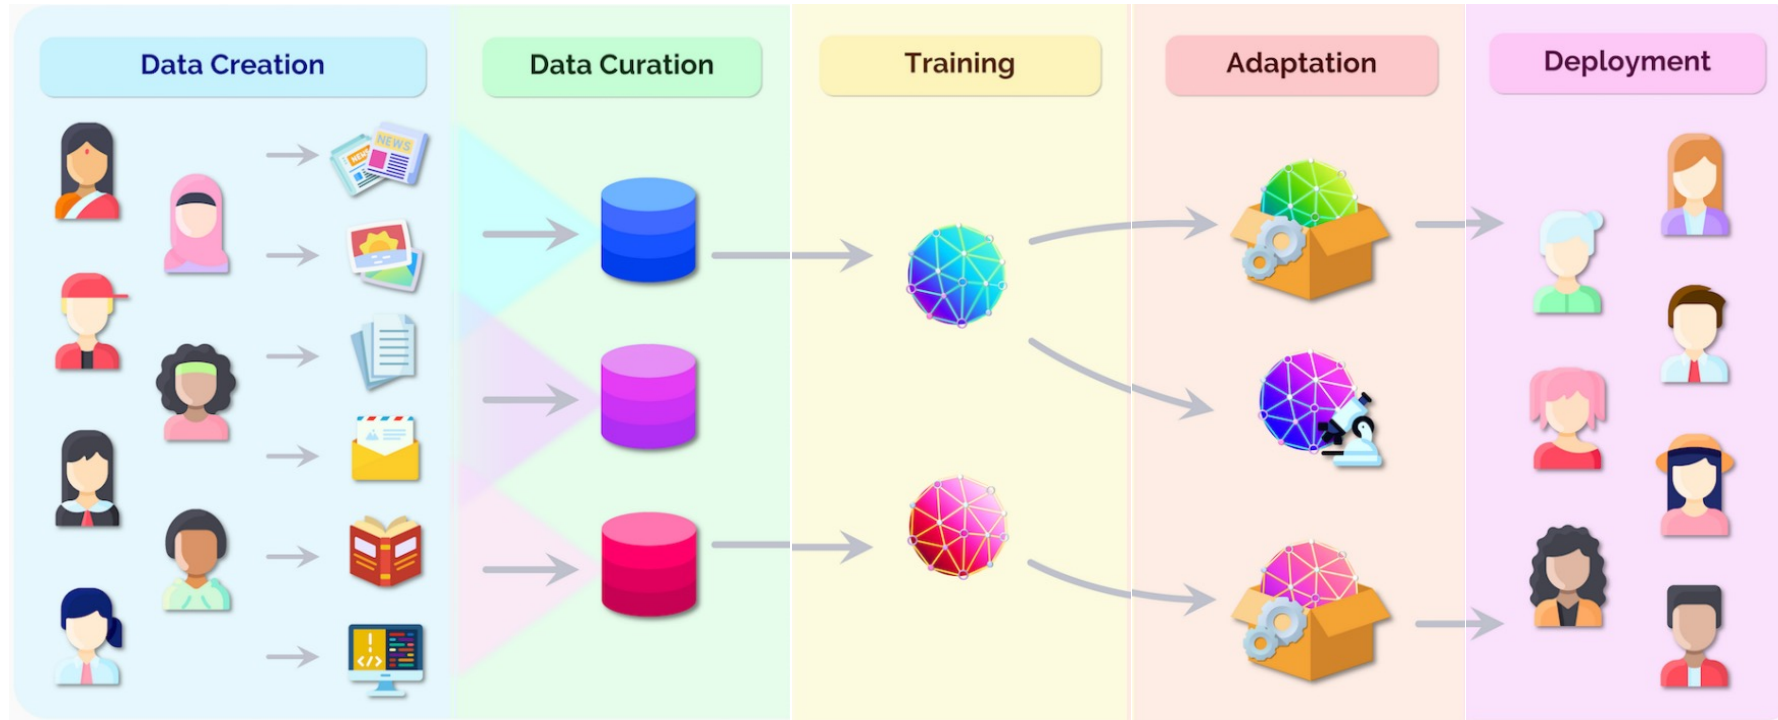 Data Creation
Data Curation
Training
Adaptation
Deployment
NEWS